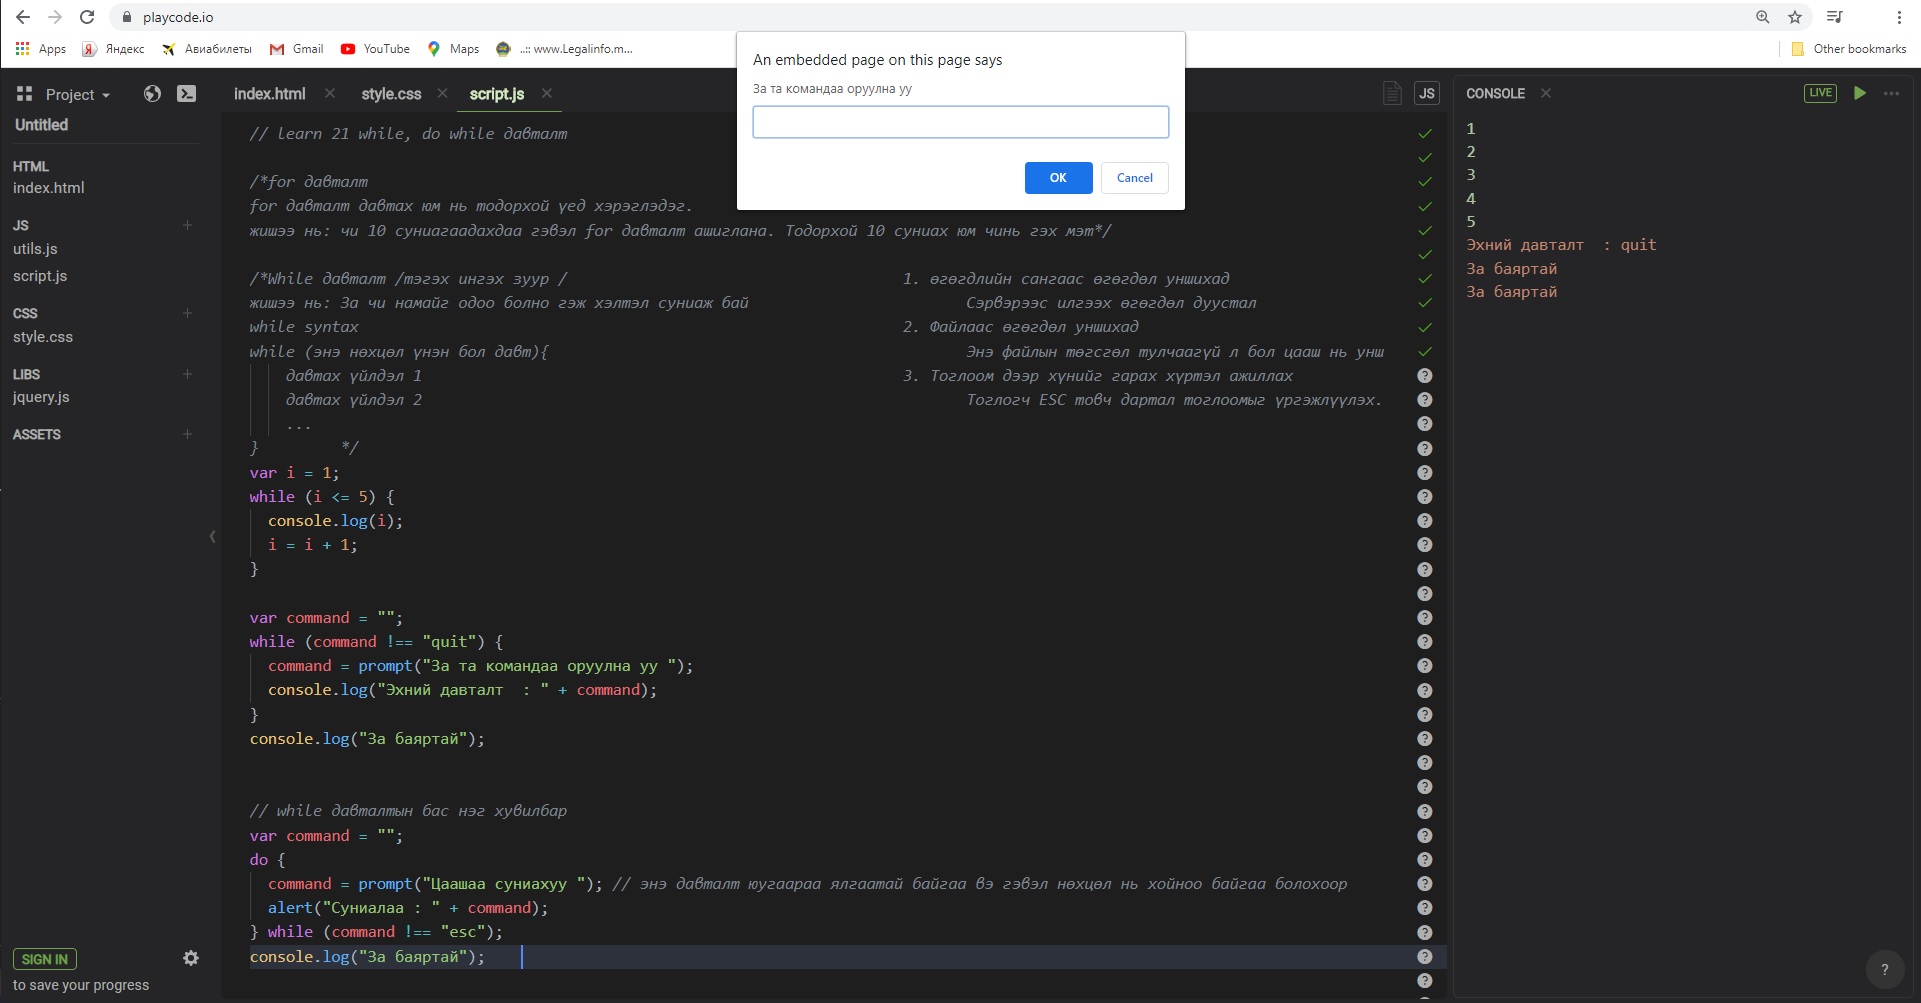 playcode.io
Apps Яндекс Авиабилеты Gmail YouTube Maps ..:: www.Legalinfo.m... Other bookmarks
An embedded page on this page says
За та командаа оруулна уу
OK Cancel
Project
Untitled
HTML
index.html
JS
utils.js
script.js
CSS
style.css
LIBS
jquery.js
ASSETS
SIGN IN
to save your progress
index.html style.css script.js JS
// learn 21 while, do while давталт
/*for давталт
for давталт давтах юм нь тодорхой үед хэрэглэдэг.
жишээ нь: чи 10 суниагаадахдаа гэвэл for давталт ашиглана. Тодорхой 10 суниах юм чинь гэх мэт*/
/*While давталт /тэгэх ингэх зуур / 1. өгөгдлийн сангаас өгөгдөл уншихад
жишээ нь: За чи намайг одоо болно гэж хэлтэл суниаж бай Сэрвэрээс илгээх өгөгдөл дуустал
while syntax 2. Файлаас өгөгдөл уншихад
while (энэ нөхцөл үнэн бол давт){ Энэ файлын төгсгөл тулчаагүй л бол цааш нь унш
давтах үйлдэл 1 3. Тоглоом дээр хүнийг гарах хүртэл ажиллах
давтах үйлдэл 2 Тоглогч ESC товч дартал тоглоомыг үргэжлүүлэх.
...
} */
var i = 1;
while (i <= 5) {
console.log(i);
i = i + 1;
}
var command = "";
while (command !== "quit") {
command = prompt("За та командаа оруулна уу ");
console.log("Эхний давталт  : " + command);
}
console.log("За баяртай");
// while давталтын бас нэг хувилбар
var command = "";
do {
command = prompt("Цаашаа суниахуу "); // энэ давталт юугаараа ялгаатай байгаа вэ гэвэл нөхцөл нь хойноо байгаа болохоор
alert("Суниалаа : " + command);
} while (command !== "esc");
console.log("За баяртай");
CONSOLE LIVE
1
2
3
4
5
Эхний давталт  : quit
За баяртай
За баяртай